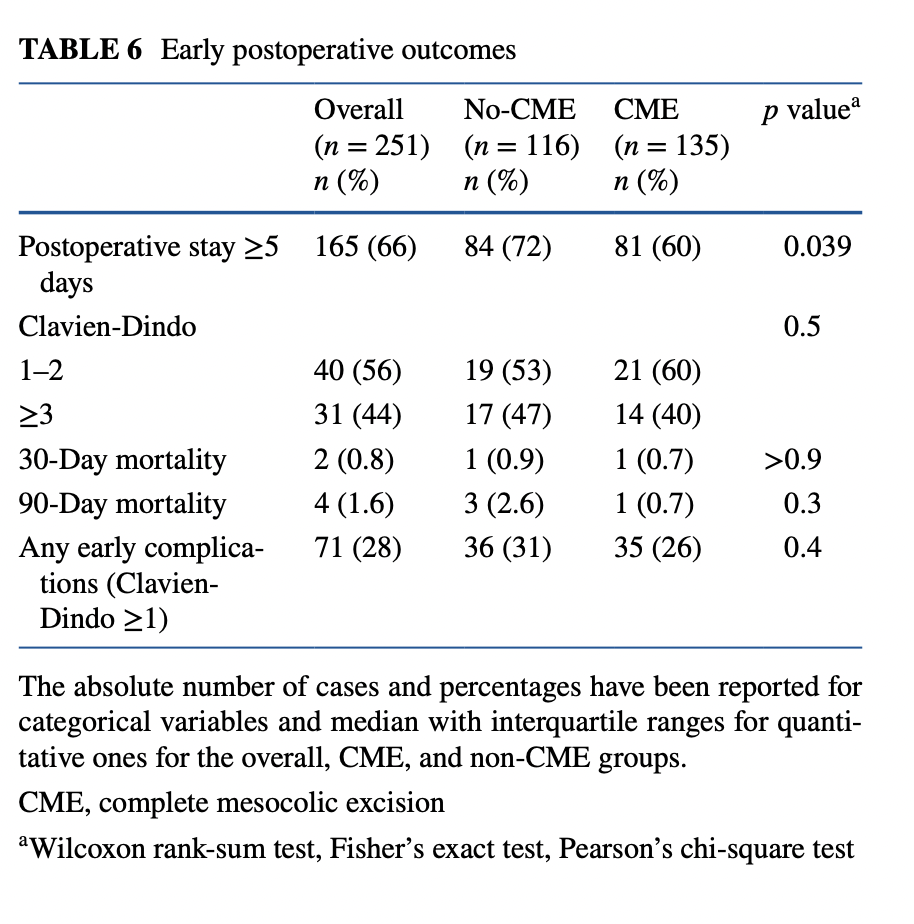 TABLE 6 Early postoperative outcomes
Overall No-CME CME p valueᵃ
(n = 251) (n = 116) (n = 135)
n (%) n (%) n (%)
Postoperative stay ≥5 165 (66) 84 (72) 81 (60) 0.039
days
Clavien-Dindo 0.5
1–2 40 (56) 19 (53) 21 (60)
≥3 31 (44) 17 (47) 14 (40)
30-Day mortality 2 (0.8) 1 (0.9) 1 (0.7) >0.9
90-Day mortality 4 (1.6) 3 (2.6) 1 (0.7) 0.3
Any early complica- 71 (28) 36 (31) 35 (26) 0.4
tions (Clavien-
Dindo ≥1)
The absolute number of cases and percentages have been reported for
categorical variables and median with interquartile ranges for quanti-
tative ones for the overall, CME, and non-CME groups.
CME, complete mesocolic excision
ᵃWilcoxon rank-sum test, Fisher’s exact test, Pearson’s chi-square test